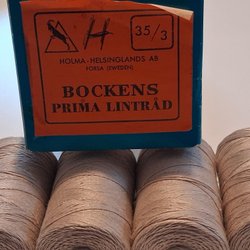 H 35/3
HOLMA-HELSINGLANDS AB
FORSA (SWEDEN)
BOCKENS
PRIMA LINTRÅD